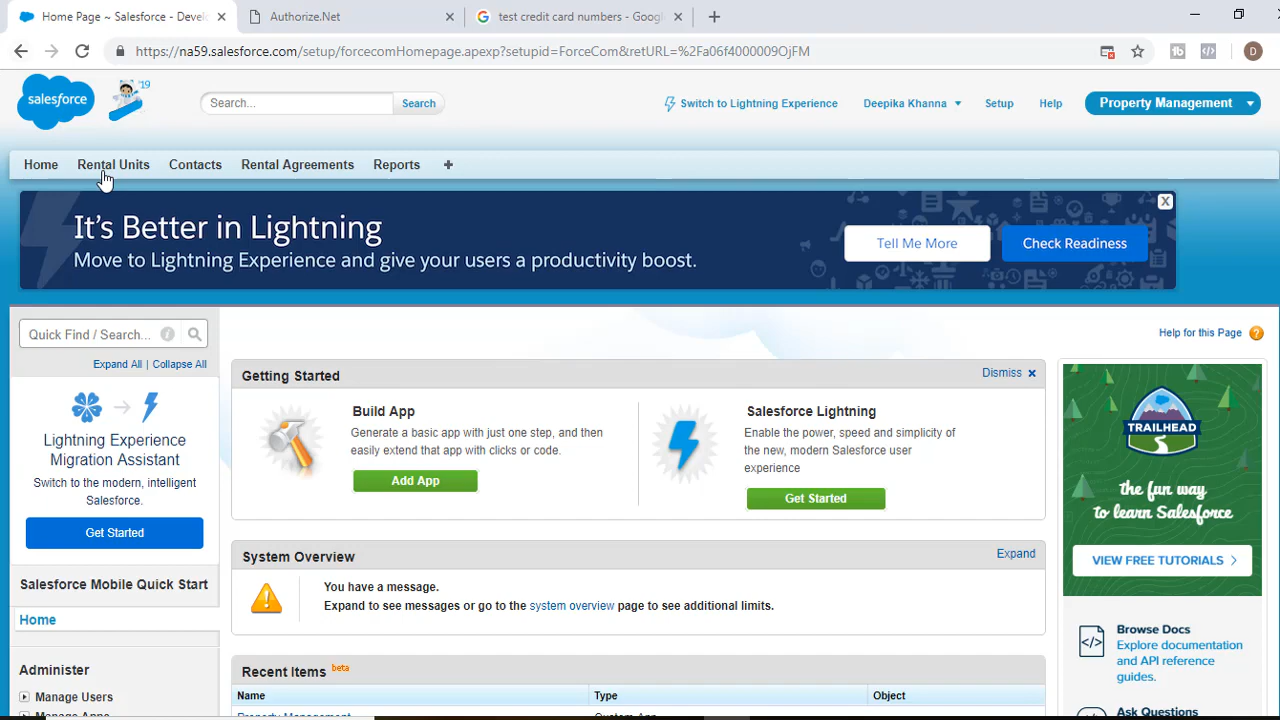 Home Page ~ Salesforce - Develo
Authorize.Net
test credit card numbers - Googl
https://na59.salesforce.com/setup/forcecomHomepage.apexp?setupid=ForceCom&retURL=%2Fa06f4000009OjFM
D
salesforce
'19
Search...
Search
Switch to Lightning Experience
Deepika Khanna
Setup
Help
Property Management
Home
Rental Units
Contacts
Rental Agreements
Reports
It's Better in Lightning
Move to Lightning Experience and give your users a productivity boost.
Tell Me More
Check Readiness
X
Quick Find / Search...
Expand All | Collapse All
Lightning Experience
Migration Assistant
Switch to the modern, intelligent
Salesforce.
Get Started
Salesforce Mobile Quick Start
Home
Administer
Manage Users
Manage Apps
Help for this Page
Getting Started
Dismiss
Build App
Generate a basic app with just one step, and then
easily extend that app with clicks or code.
Add App
Salesforce Lightning
Enable the power, speed and simplicity of
the new, modern Salesforce user
experience
Get Started
System Overview
Expand
You have a message.
Expand to see messages or go to the system overview page to see additional limits.
Recent Items beta
Name
Type
Object
Property Management
Custom App
TRAILHEAD
the fun way
to learn Salesforce
VIEW FREE TUTORIALS
Browse Docs
Explore documentation
and API reference
guides.
Ask Questions